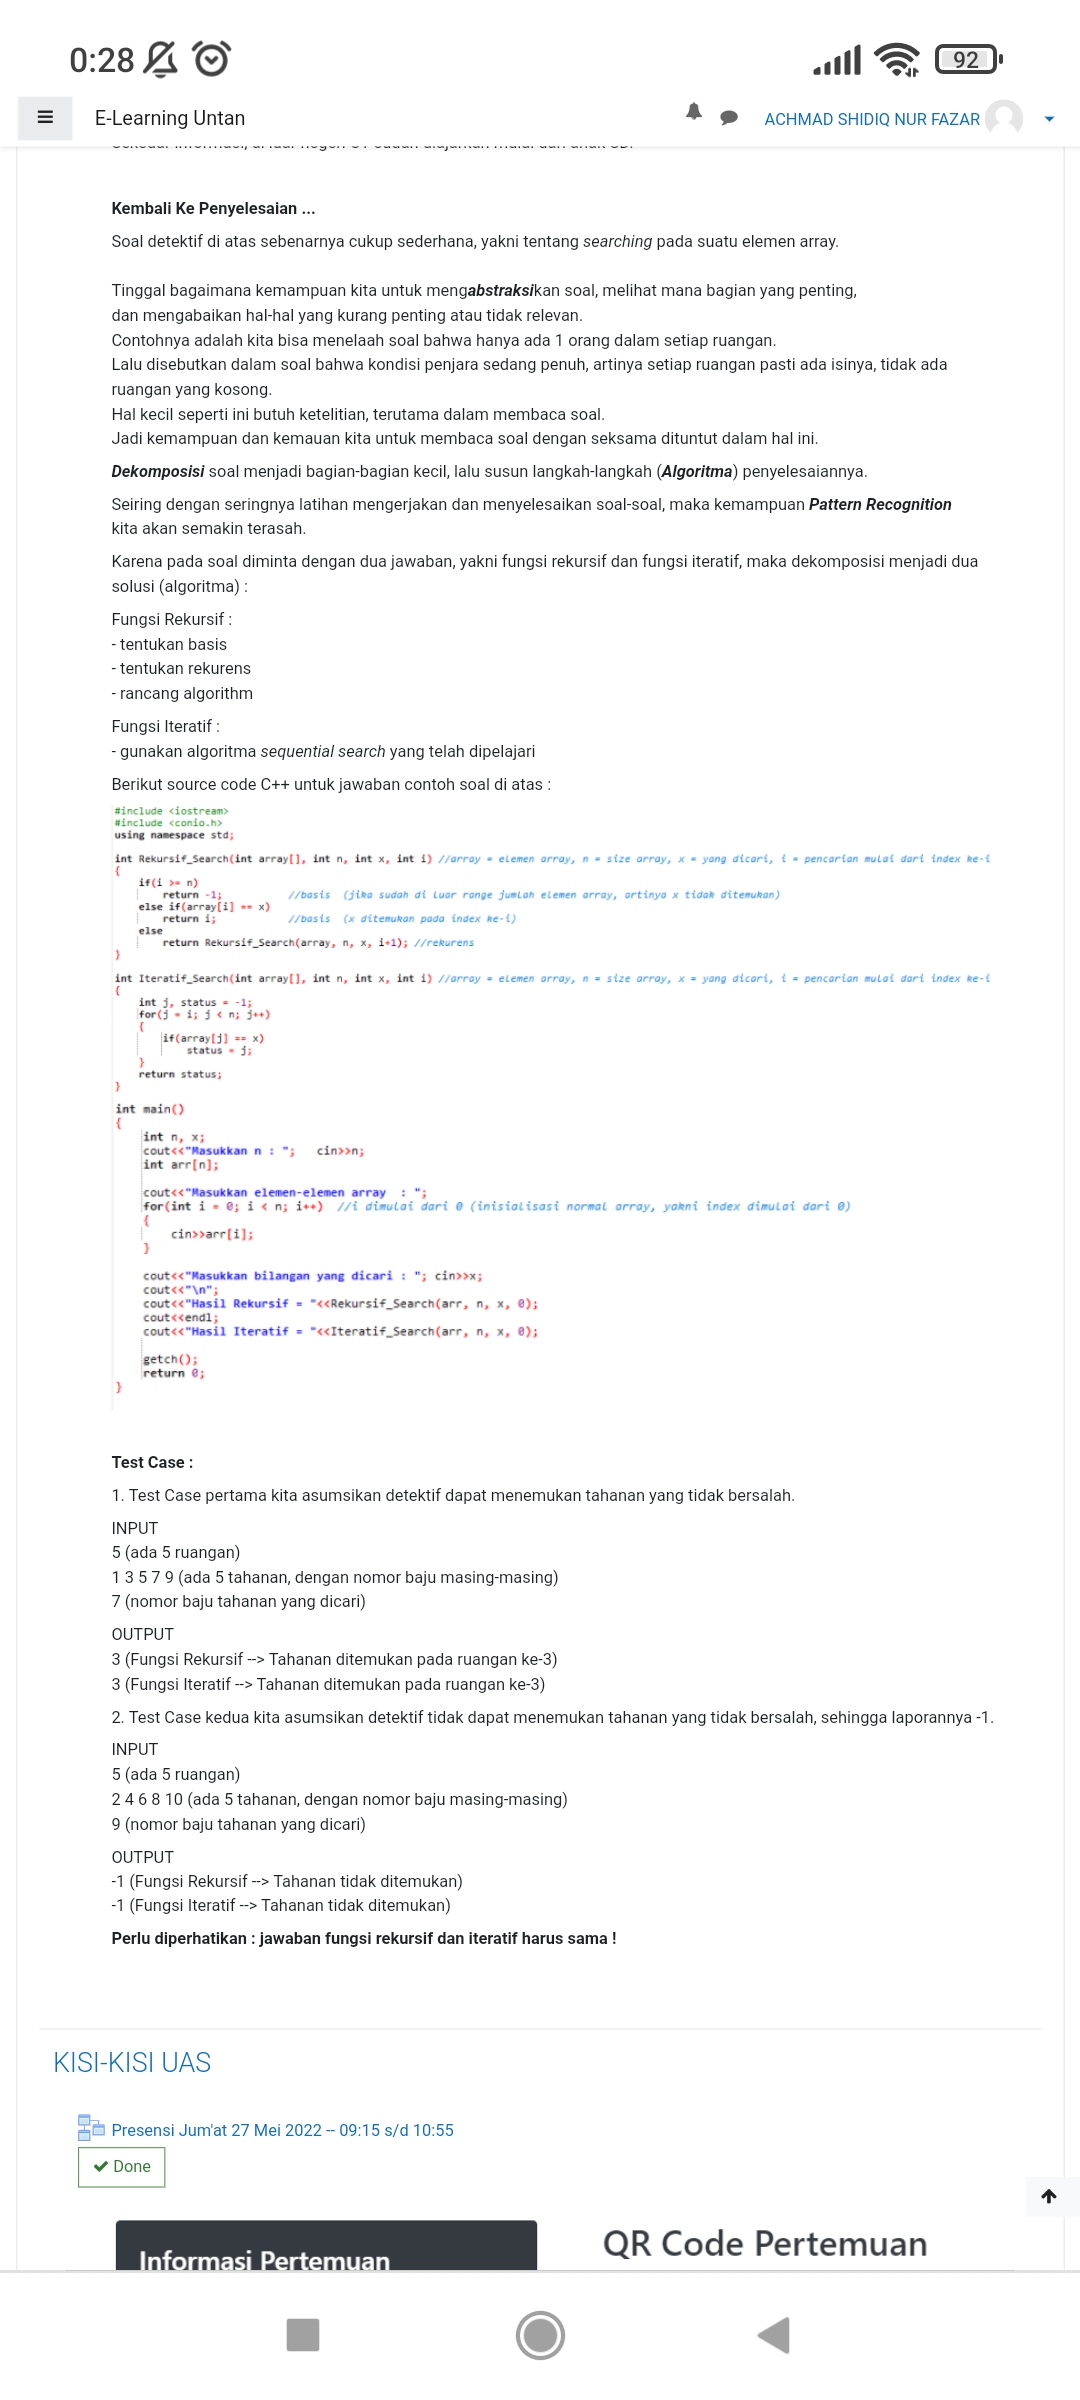 0:28
92
E-Learning Untan
ACHMAD SHIDIQ NUR FAZAR
Kembali Ke Penyelesaian ...
Soal detektif di atas sebenarnya cukup sederhana, yakni tentang searching pada suatu elemen array.
Tinggal bagaimana kemampuan kita untuk mengabstraksikan soal, melihat mana bagian yang penting,
dan mengabaikan hal-hal yang kurang penting atau tidak relevan.
Contohnya adalah kita bisa menelaah soal bahwa hanya ada 1 orang dalam setiap ruangan.
Lalu disebutkan dalam soal bahwa kondisi penjara sedang penuh, artinya setiap ruangan pasti ada isinya, tidak ada
ruangan yang kosong.
Hal kecil seperti ini butuh ketelitian, terutama dalam membaca soal.
Jadi kemampuan dan kemauan kita untuk membaca soal dengan seksama dituntut dalam hal ini.
Dekomposisi soal menjadi bagian-bagian kecil, lalu susun langkah-langkah (Algoritma) penyelesaiannya.
Seiring dengan seringnya latihan mengerjakan dan menyelesaikan soal-soal, maka kemampuan Pattern Recognition
kita akan semakin terasah.
Karena pada soal diminta dengan dua jawaban, yakni fungsi rekursif dan fungsi iteratif, maka dekomposisi menjadi dua
solusi (algoritma) :
Fungsi Rekursif :
- tentukan basis
- tentukan rekurens
- rancang algorithm
Fungsi Iteratif :
- gunakan algoritma sequential search yang telah dipelajari
Berikut source code C++ untuk jawaban contoh soal di atas :
#include <iostream>
#include <conio.h>
using namespace std;
int Rekursif_Search(int array[], int n, int x, int i) //array = elemen array, n = size array, x = yang dicari, i = pencarian mulai dari index ke-i
{
if(i >= n)
return -1; //basis (jika sudah di luar range jumlah elemen array, artinya x tidak ditemukan)
else if(array[i] == x)
return i; //basis (x ditemukan pada index ke-i)
else
return Rekursif_Search(array, n, x, i+1); //rekurens
}
int Iteratif_Search(int array[], int n, int x, int i) //array = elemen array, n = size array, x = yang dicari, i = pencarian mulai dari index ke-i
{
int j, status = -1;
for(j = i; j < n; j++)
{
if(array[j] == x)
status = j;
}
return status;
}
int main()
{
int n, x;
cout<<"Masukkan n : "; cin>>n;
int arr[n];
cout<<"Masukkan elemen-elemen array : ";
for(int i = 0; i < n; i++) //i dimulai dari 0 (inisialisasi normal array, yakni index dimulai dari 0)
{
cin>>arr[i];
}
cout<<"Masukkan bilangan yang dicari : "; cin>>x;
cout<<"\n";
cout<<"Hasil Rekursif = "<<Rekursif_Search(arr, n, x, 0);
cout<<endl;
cout<<"Hasil Iteratif = "<<Iteratif_Search(arr, n, x, 0);
getch();
return 0;
}
Test Case :
1. Test Case pertama kita asumsikan detektif dapat menemukan tahanan yang tidak bersalah.
INPUT
5 (ada 5 ruangan)
1 3 5 7 9 (ada 5 tahanan, dengan nomor baju masing-masing)
7 (nomor baju tahanan yang dicari)
OUTPUT
3 (Fungsi Rekursif --> Tahanan ditemukan pada ruangan ke-3)
3 (Fungsi Iteratif --> Tahanan ditemukan pada ruangan ke-3)
2. Test Case kedua kita asumsikan detektif tidak dapat menemukan tahanan yang tidak bersalah, sehingga laporannya -1.
INPUT
5 (ada 5 ruangan)
2 4 6 8 10 (ada 5 tahanan, dengan nomor baju masing-masing)
9 (nomor baju tahanan yang dicari)
OUTPUT
-1 (Fungsi Rekursif --> Tahanan tidak ditemukan)
-1 (Fungsi Iteratif --> Tahanan tidak ditemukan)
Perlu diperhatikan : jawaban fungsi rekursif dan iteratif harus sama !
KISI-KISI UAS
Presensi Jum'at 27 Mei 2022 -- 09:15 s/d 10:55
Done
Informasi Pertemuan
QR Code Pertemuan